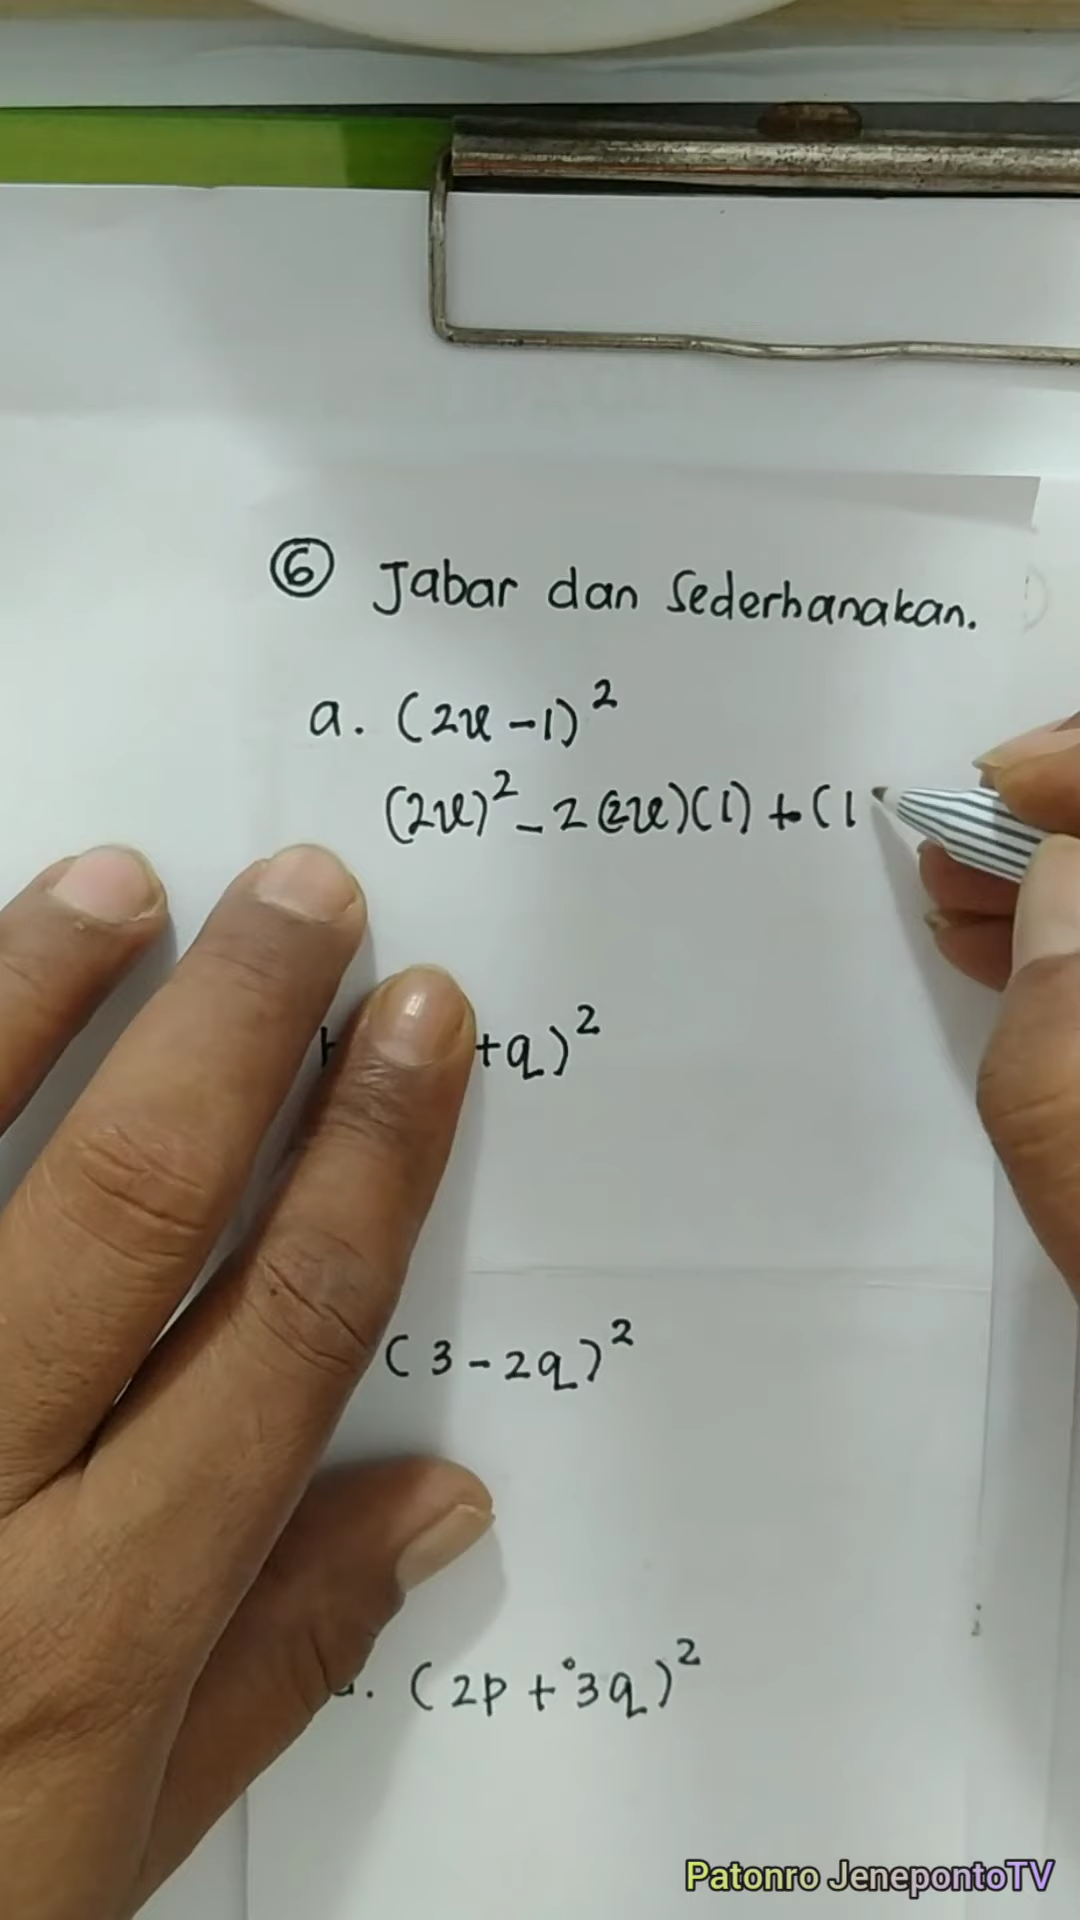 ⑥ Jabar dan Sederhanakan.
a. (2x - 1)²
(2x)² - 2(2x)(1) + (1
+q)²
(3 - 2q)²
. (2p + 3q)²
Patonro JenepontoTV